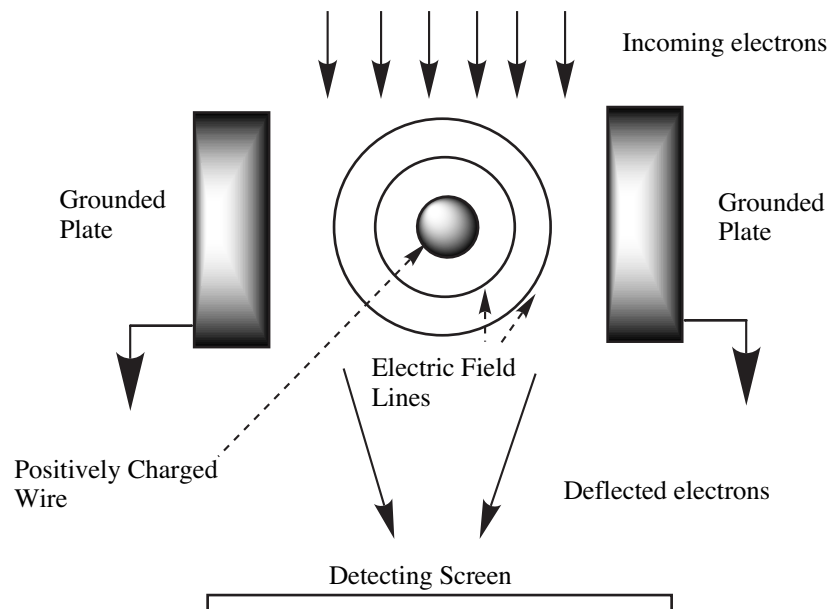 Incoming electrons
Grounded
Plate
Grounded
Plate
Electric Field
Lines
Positively Charged
Wire
Deflected electrons
Detecting Screen